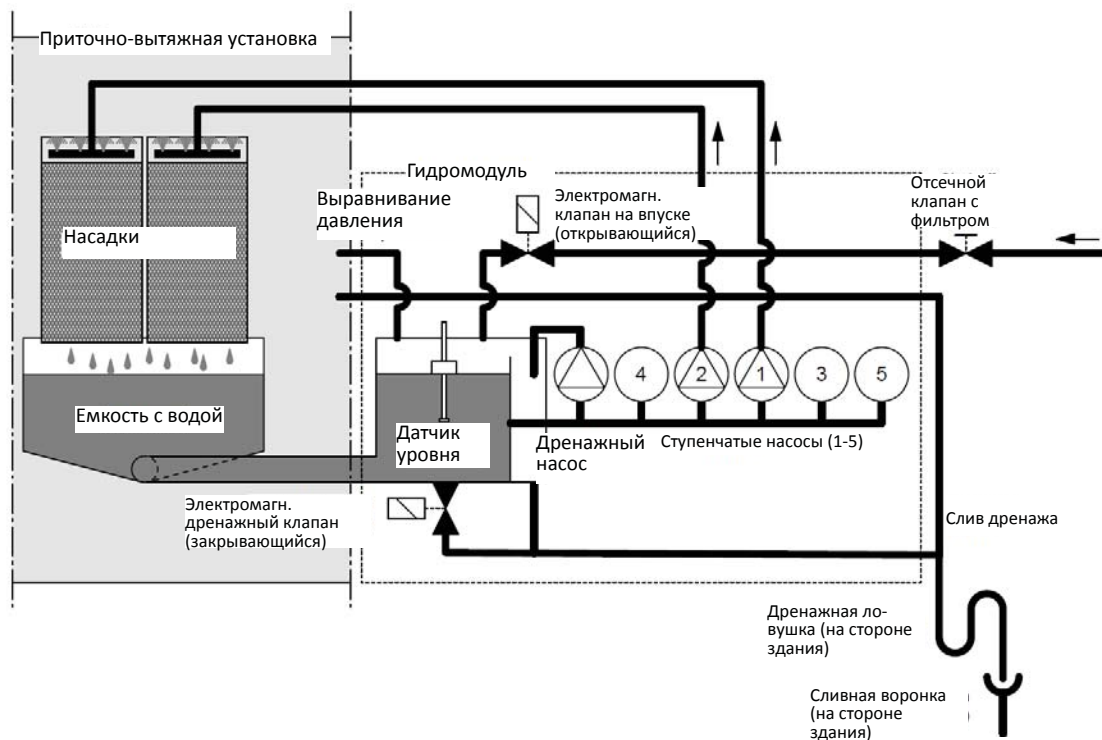 Приточно-вытяжная установка
Гидромодуль
Выравнивание
давления
Электромагн.
клапан на впуске
(открывающийся)
Отсечной
клапан с
фильтром
Насадки
4
2
1
3
5
Емкость с водой
Датчик
уровня
Дренажный
насос
Ступенчатые насосы (1-5)
Электромагн.
дренажный клапан
(закрывающийся)
Слив дренажа
Дренажная ло-
вушка (на стороне
здания)
Сливная воронка
(на стороне
здания)